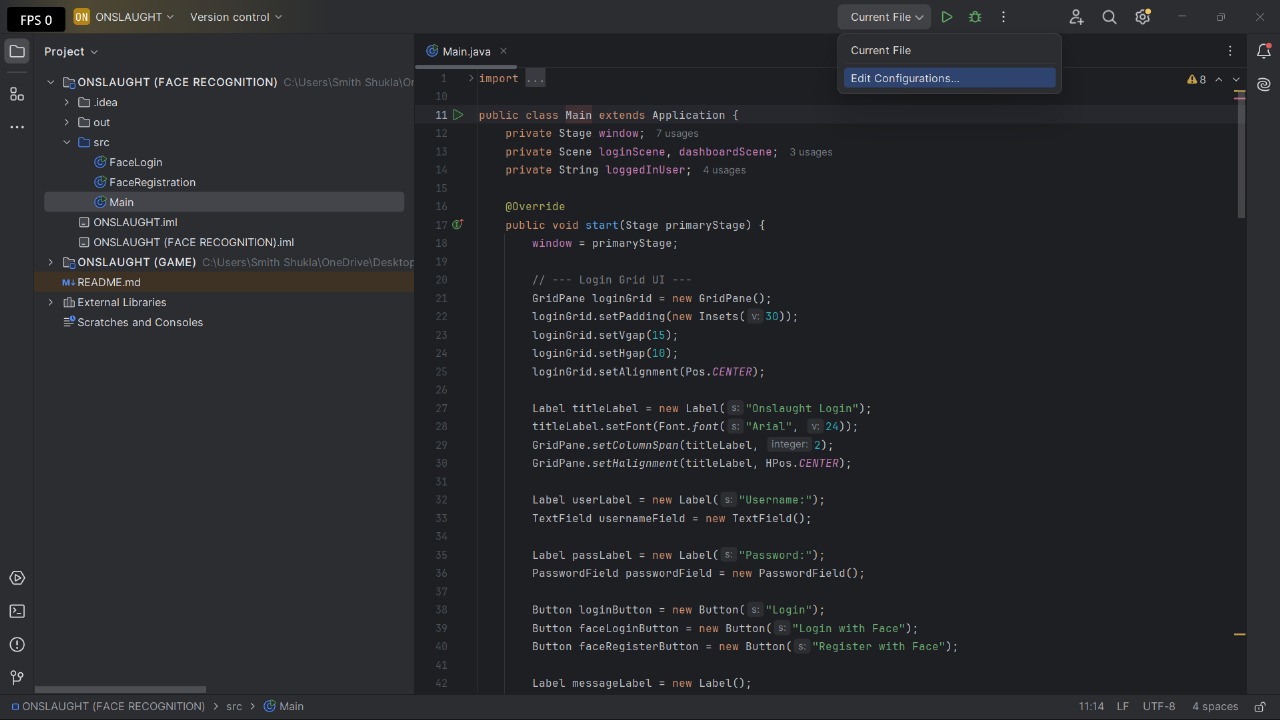 FPS 0
ON ONSLAUGHT Version control Current File
Project
Main.java
Current File
Edit Configurations...
8
ONSLAUGHT (FACE RECOGNITION) C:\Users\Smith Shukla\On
.idea
out
src
FaceLogin
FaceRegistration
Main
ONSLAUGHT.iml
ONSLAUGHT (FACE RECOGNITION).iml
ONSLAUGHT (GAME) C:\Users\Smith Shukla\OneDrive\Desktop
M↓ README.md
External Libraries
Scratches and Consoles
1 import ...
10
11 public class Main extends Application {
12 private Stage window; 7 usages
13 private Scene loginScene, dashboardScene; 3 usages
14 private String loggedInUser; 4 usages
15
16 @Override
17 public void start(Stage primaryStage) {
18 window = primaryStage;
19
20 // --- Login Grid UI ---
21 GridPane loginGrid = new GridPane();
22 loginGrid.setPadding(new Insets( v: 30));
23 loginGrid.setVgap(15);
24 loginGrid.setHgap(10);
25 loginGrid.setAlignment(Pos.CENTER);
26
27 Label titleLabel = new Label( s: "Onslaught Login");
28 titleLabel.setFont(Font.font( s: "Arial", v: 24));
29 GridPane.setColumnSpan(titleLabel, integer: 2);
30 GridPane.setHalignment(titleLabel, HPos.CENTER);
31
32 Label userLabel = new Label( s: "Username:");
33 TextField usernameField = new TextField();
34
35 Label passLabel = new Label( s: "Password:");
36 PasswordField passwordField = new PasswordField();
37
38 Button loginButton = new Button( s: "Login");
39 Button faceLoginButton = new Button( s: "Login with Face");
40 Button faceRegisterButton = new Button( s: "Register with Face");
41
42 Label messageLabel = new Label();
ONSLAUGHT (FACE RECOGNITION) > src > Main 11:14 LF UTF-8 4 spaces